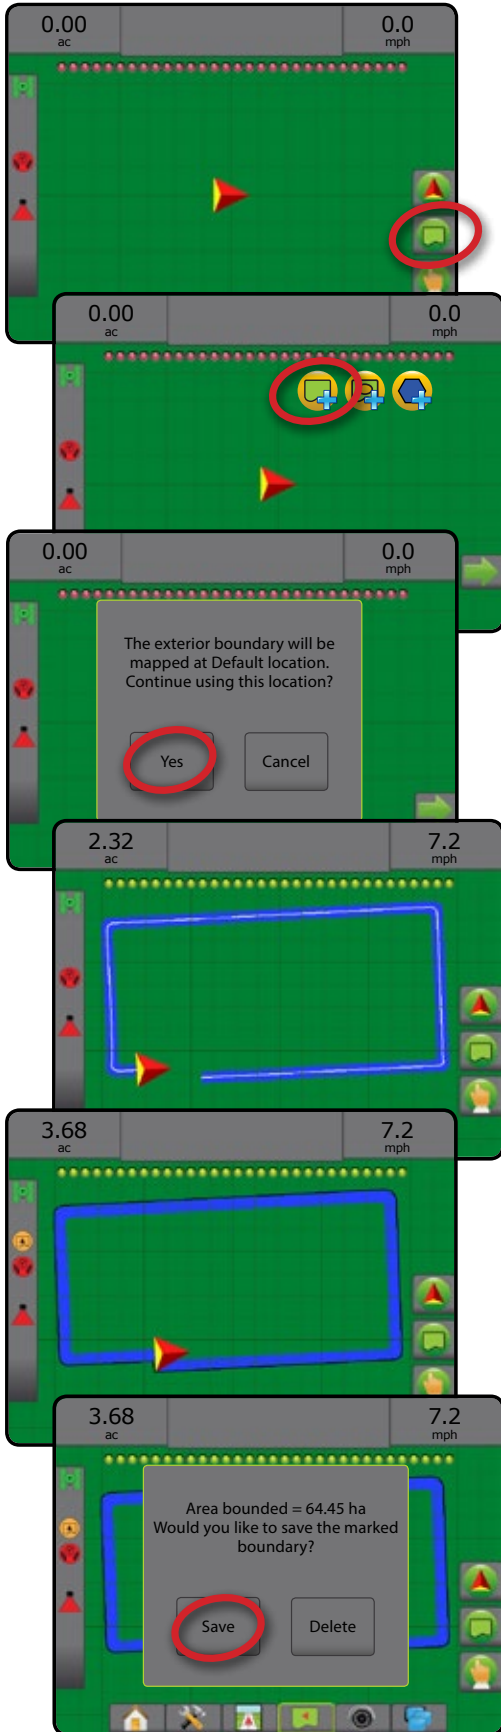 0.00
ac
0.0
mph
0.00
ac
0.0
mph
0.00
ac
0.0
mph
The exterior boundary will be
mapped at Default location.
Continue using this location?
Yes
Cancel
2.32
ac
7.2
mph
3.68
ac
7.2
mph
3.68
ac
7.2
mph
Area bounded = 64.45 ha
Would you like to save the marked
boundary?
Save
Delete